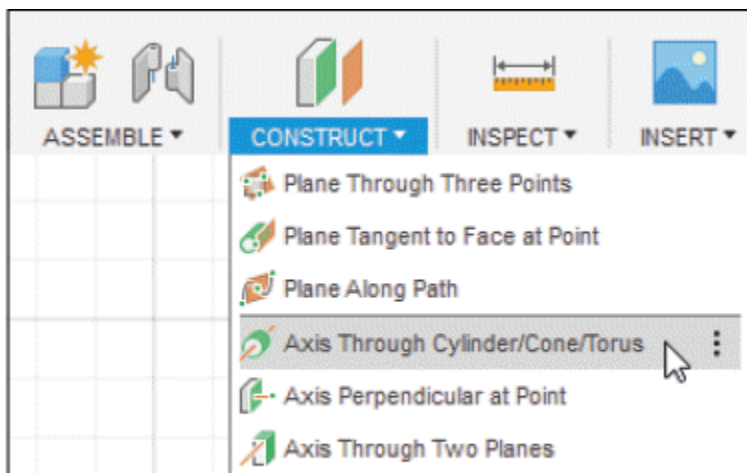 ASSEMBLE CONSTRUCT INSPECT INSERT
Plane Through Three Points
Plane Tangent to Face at Point
Plane Along Path
Axis Through Cylinder/Cone/Torus
Axis Perpendicular at Point
Axis Through Two Planes